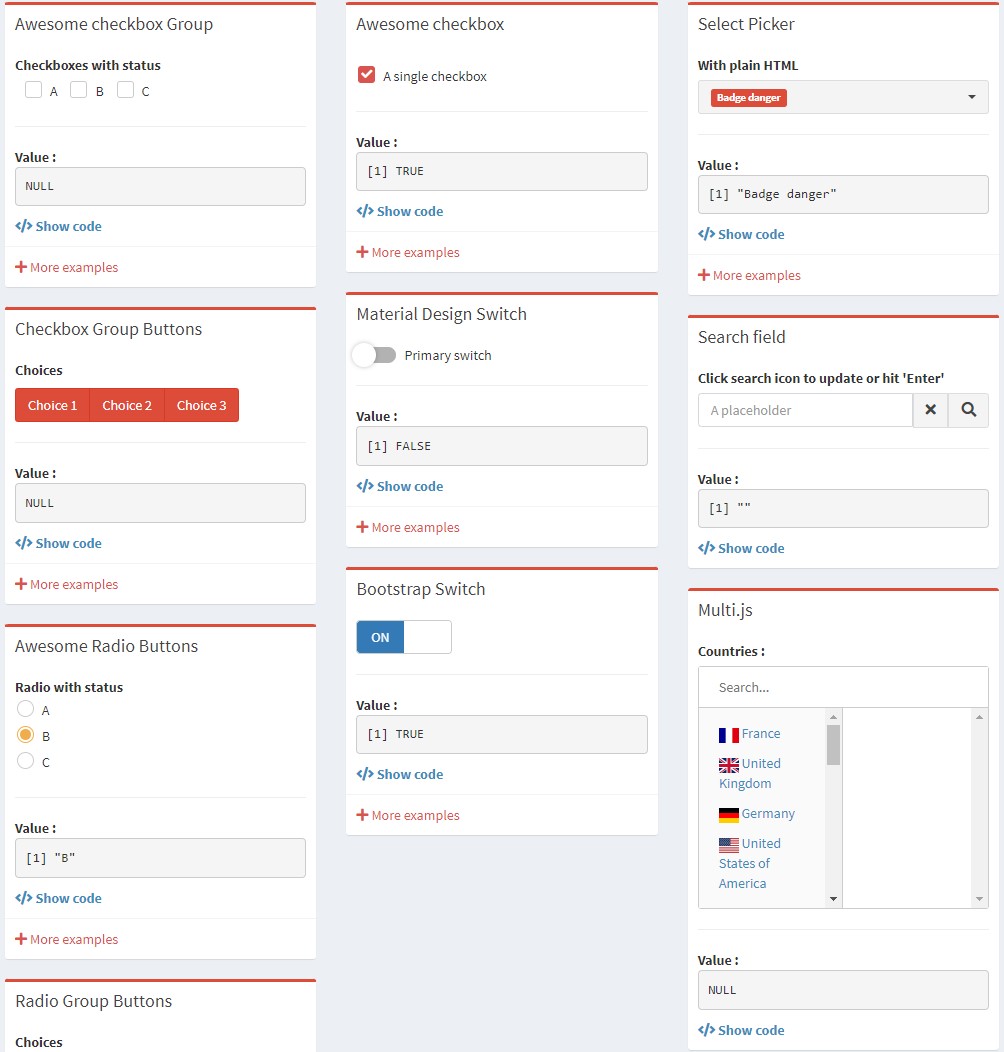 Awesome checkbox Group
Checkboxes with status
A B C
Value :
NULL
</> Show code
+ More examples
Checkbox Group Buttons
Choices
Choice 1 Choice 2 Choice 3
Value :
NULL
</> Show code
+ More examples
Awesome Radio Buttons
Radio with status
A
B
C
Value :
[1] "B"
</> Show code
+ More examples
Radio Group Buttons
Choices
Awesome checkbox
A single checkbox
Value :
[1] TRUE
</> Show code
+ More examples
Material Design Switch
Primary switch
Value :
[1] FALSE
</> Show code
+ More examples
Bootstrap Switch
ON
Value :
[1] TRUE
</> Show code
+ More examples
Select Picker
With plain HTML
Badge danger
Value :
[1] "Badge danger"
</> Show code
+ More examples
Search field
Click search icon to update or hit 'Enter'
A placeholder
Value :
[1] ""
</> Show code
Multi.js
Countries :
Search...
France
United
Kingdom
Germany
United
States of
America
Value :
NULL
</> Show code